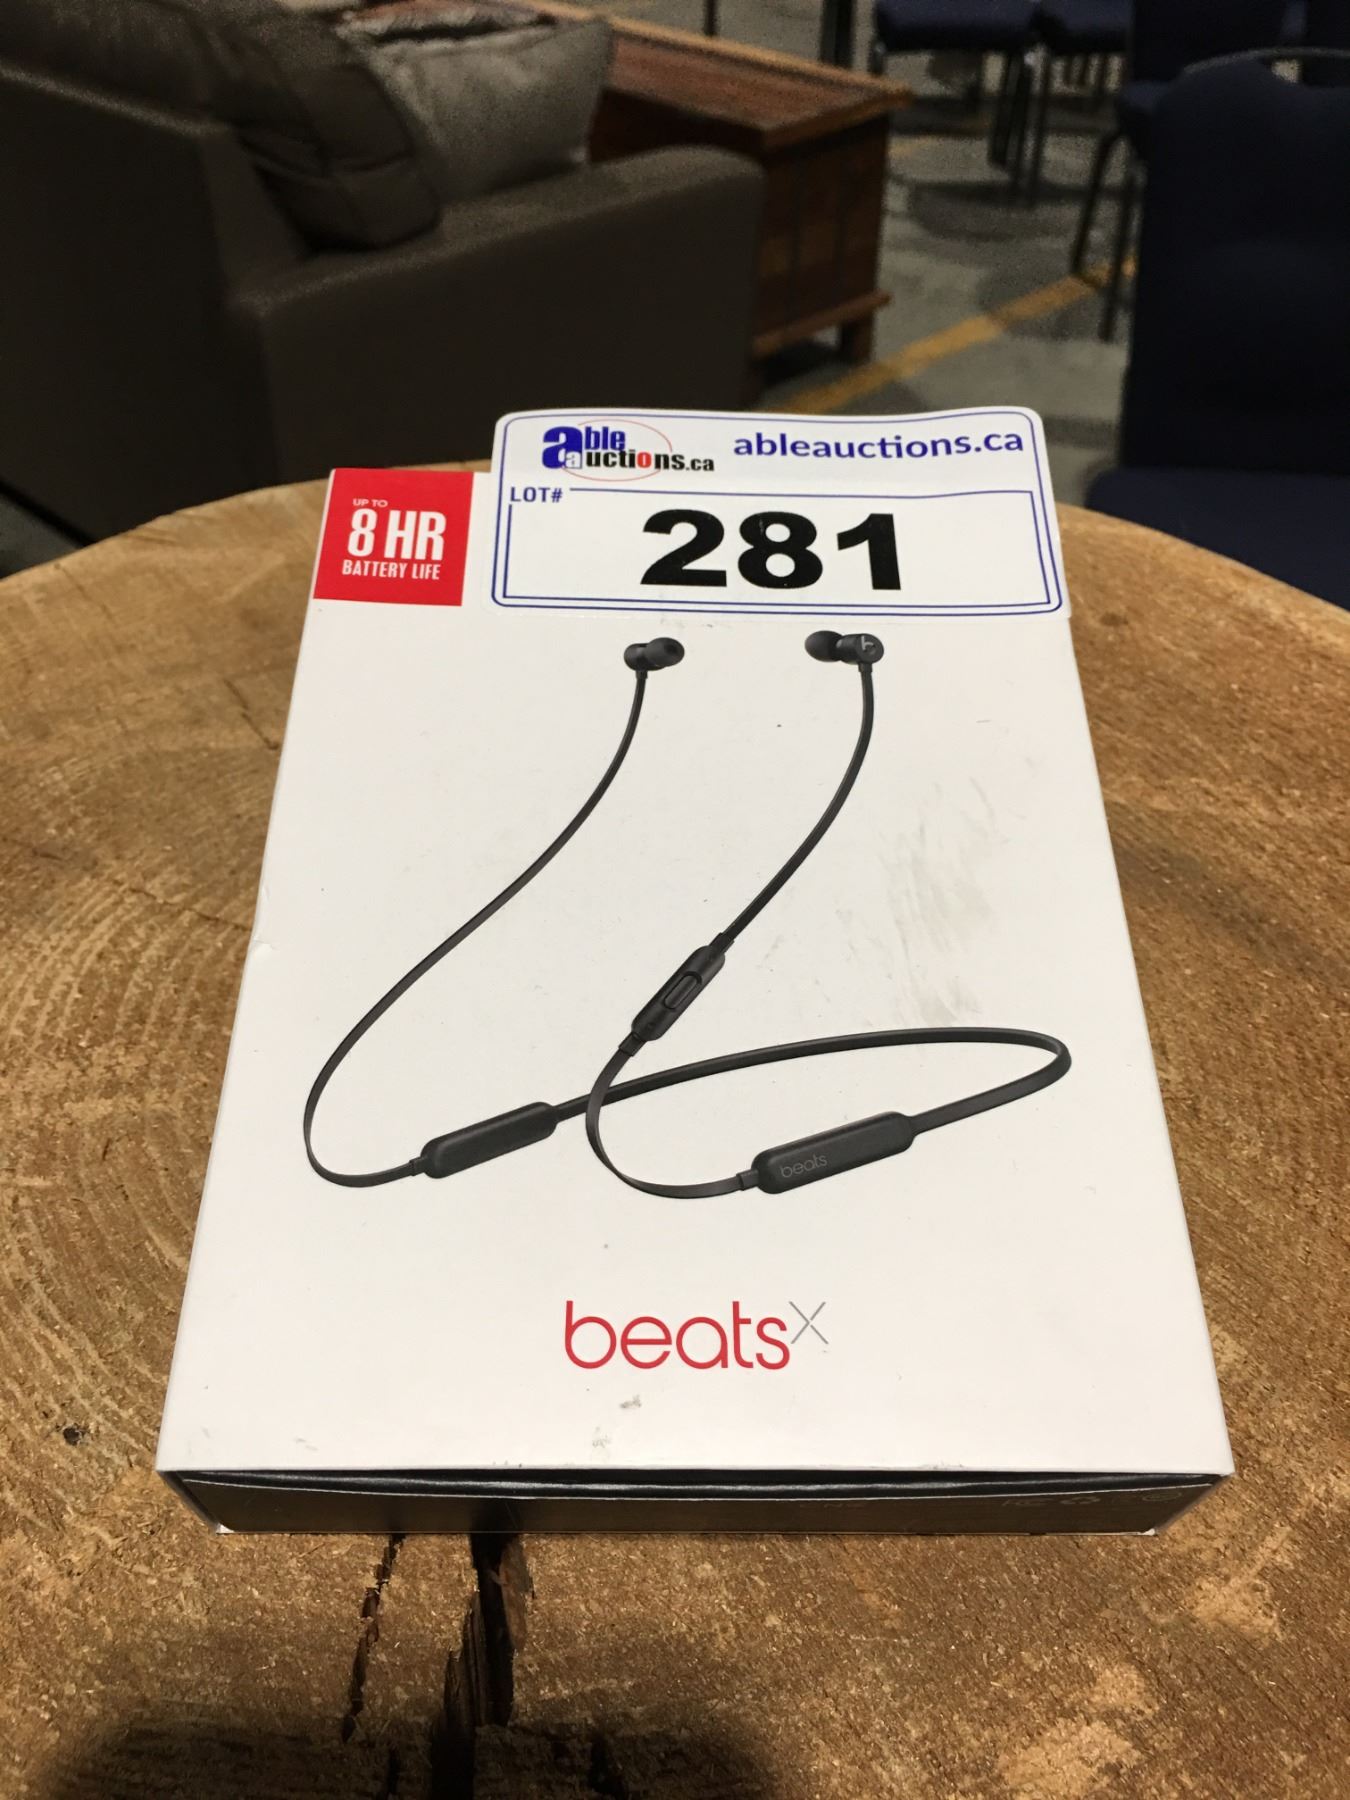 able auctions.ca
ableauctions.ca
LOT#
281
UP TO
8 HR
BATTERY LIFE
beats
beatsX